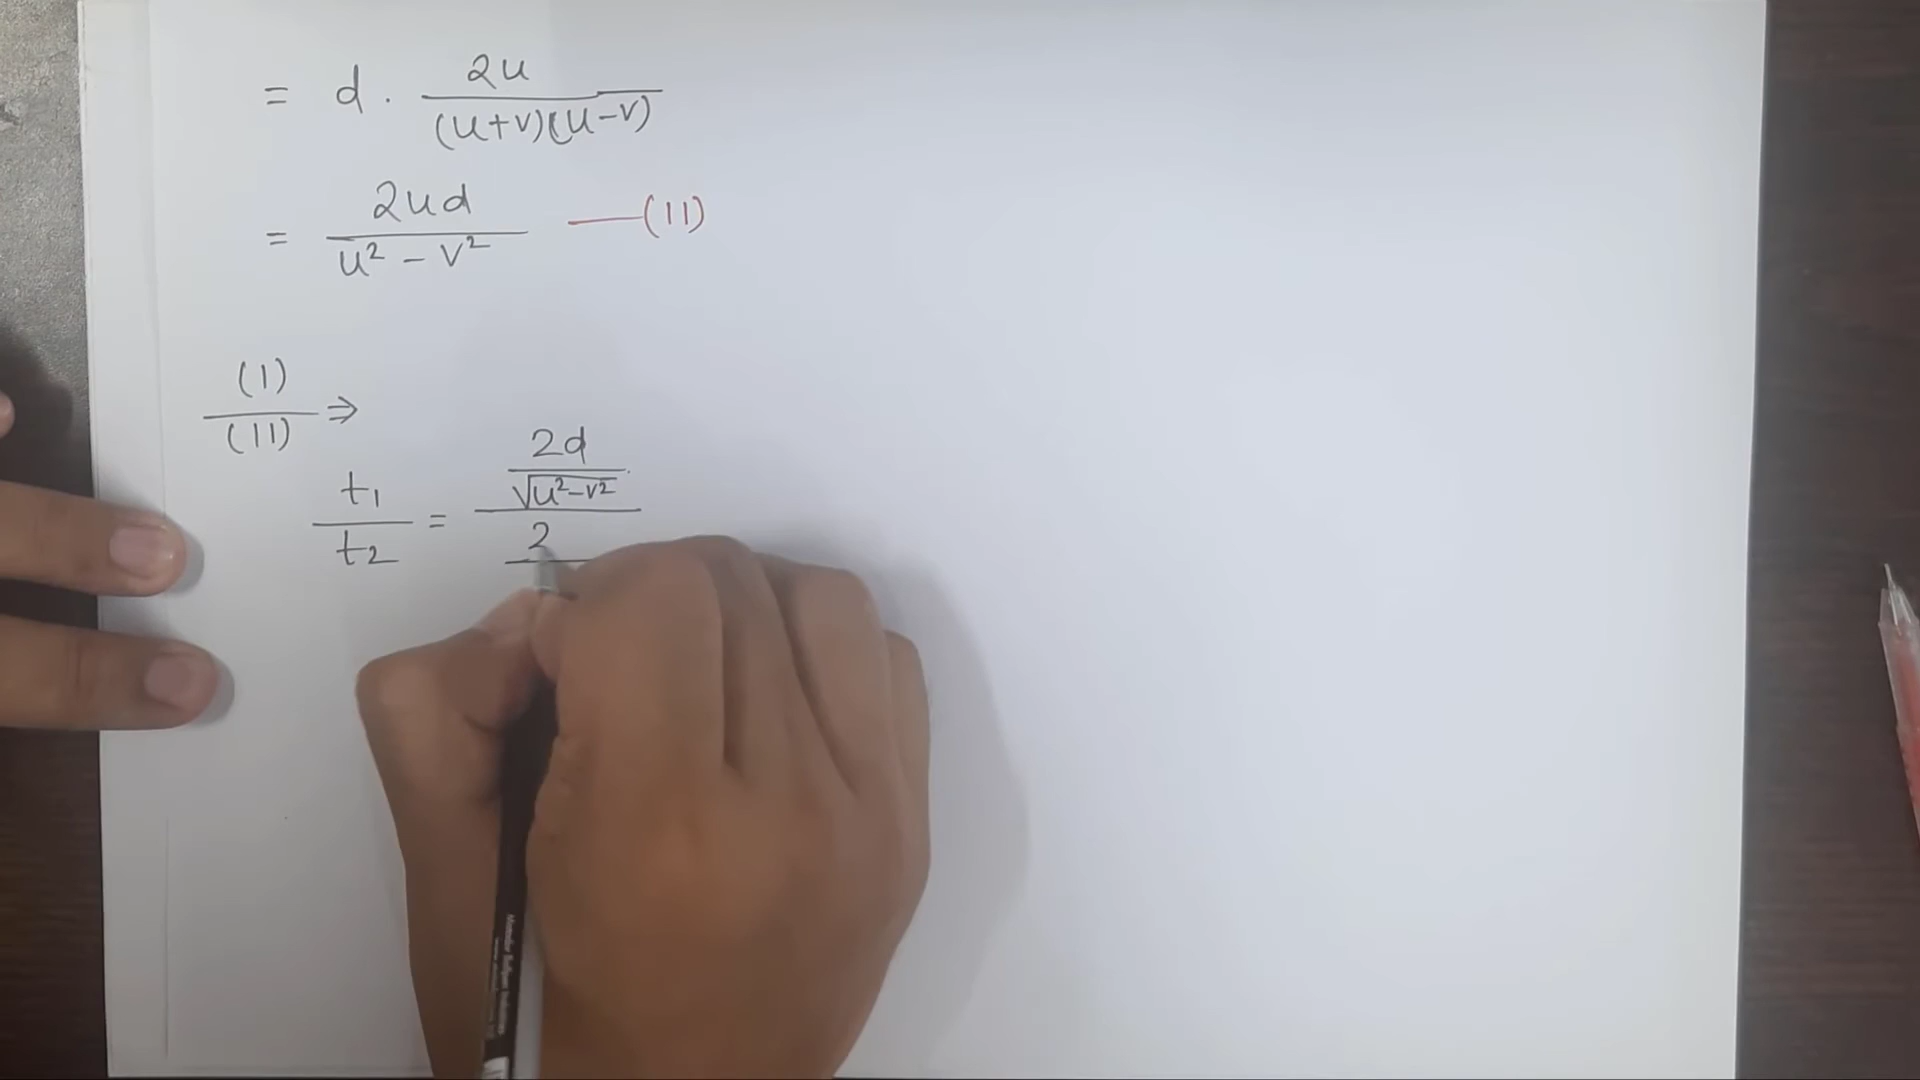 = d . 2u / (u+v)(u-v)
= 2ud / u² - v² —(11)
(1) / (11) ⇒
t₁ / t₂ = 2d / √u²-v² / 2